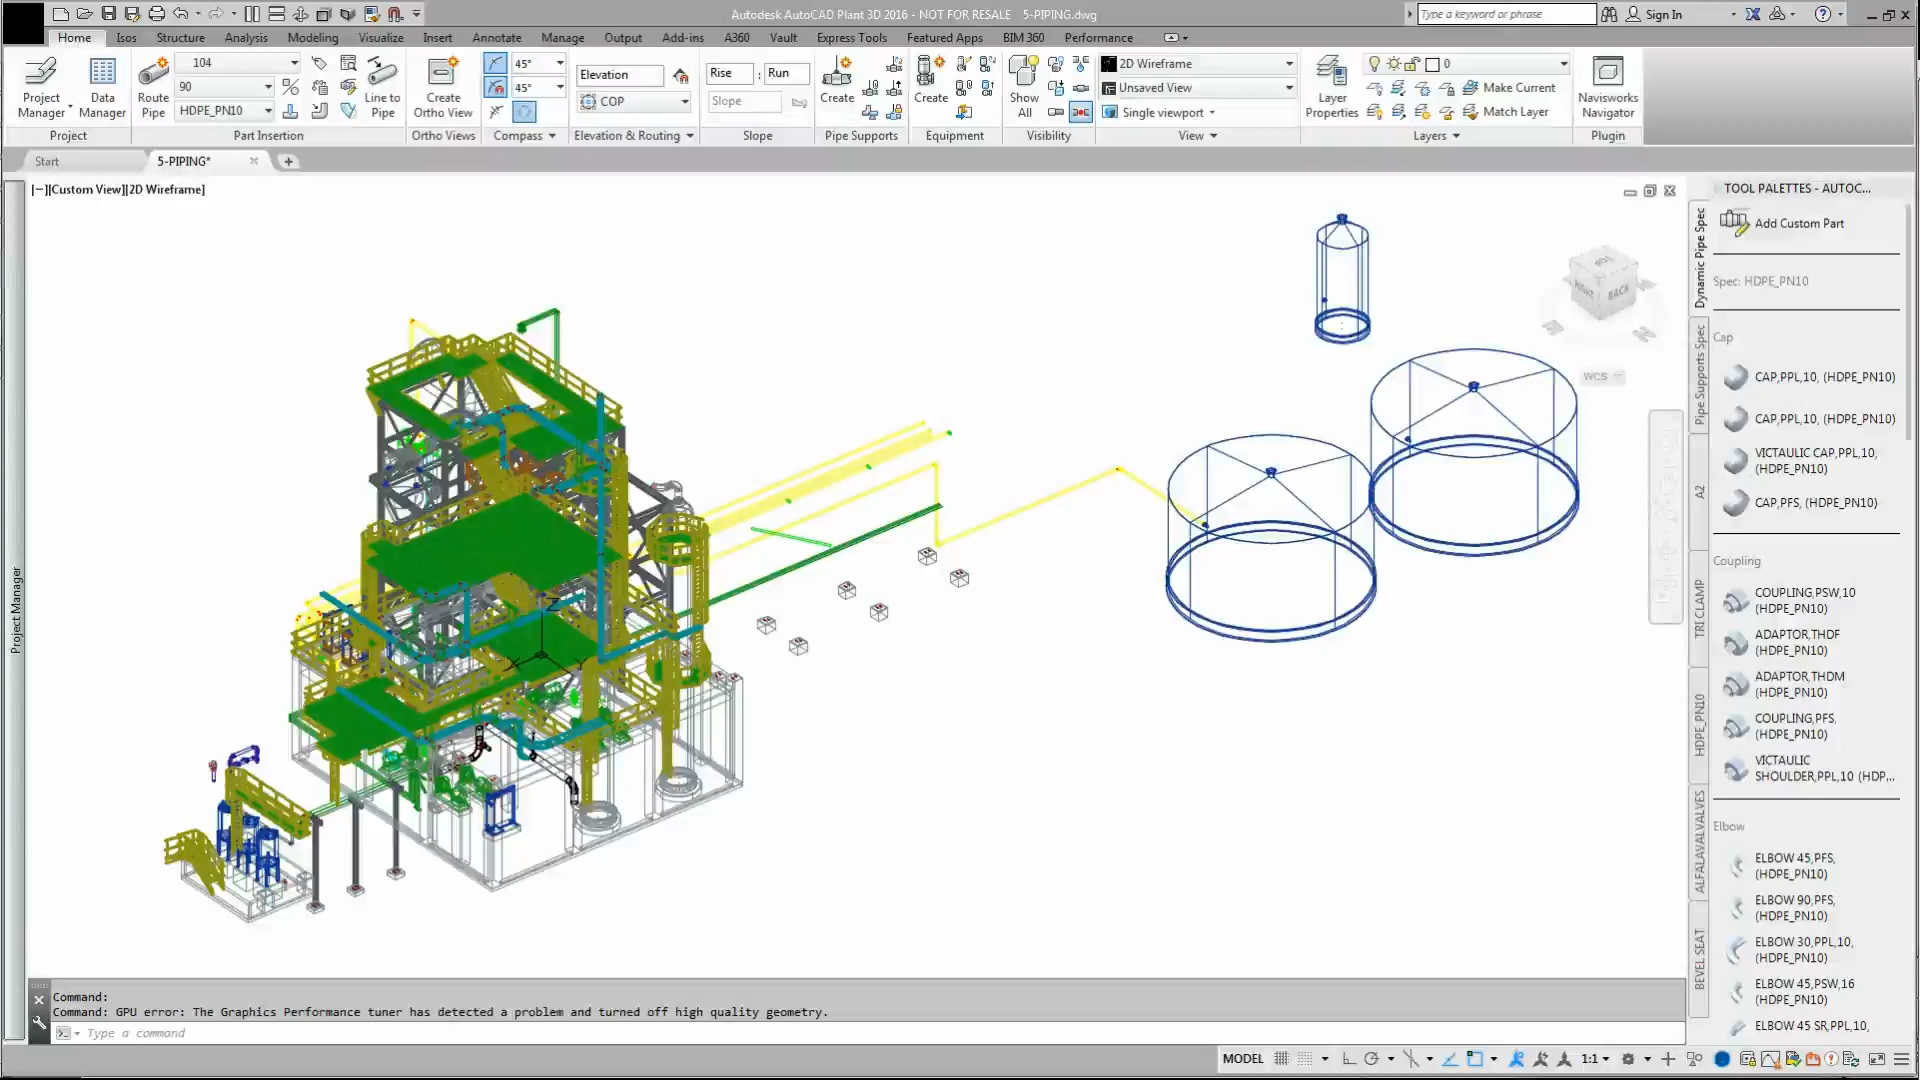 Autodesk AutoCAD Plant 3D 2016 - NOT FOR RESALE    5-PIPING.dwg
Type a keyword or phrase
Sign In
Home Isos Structure Analysis Modeling Visualize Insert Annotate Manage Output Add-ins A360 Vault Express Tools Featured Apps BIM 360 Performance
Project Manager
Data Manager
Project
Route Pipe
104
90
HDPE_PN10
Line to Pipe
Part Insertion
Create Ortho View
Ortho Views
45°
45°
Compass
Elevation
COP
Elevation & Routing
Rise : Run
Slope
Slope
Create
Pipe Supports
Create
Equipment
Show All
Visibility
2D Wireframe
Unsaved View
Single viewport
View
Layer Properties
0
Make Current
Match Layer
Layers
Navisworks Navigator
Plugin
Start
5-PIPING*
[−][Custom View][2D Wireframe]
Project Manager
TOP
RIGHT
BACK
WCS
X
Y
Z
TOOL PALETTES - AUTOC...
Dynamic Pipe Spec
Pipe Supports Spec
A2
TRI CLAMP
HDPE_PN10
ALFALAVALVALVES
BEVEL SEAT
Add Custom Part
Spec: HDPE_PN10
Cap
CAP,PPL,10, (HDPE_PN10)
CAP,PPL,10, (HDPE_PN10)
VICTAULIC CAP,PPL,10,
(HDPE_PN10)
CAP,PFS, (HDPE_PN10)
Coupling
COUPLING,PSW,10
(HDPE_PN10)
ADAPTOR,THDF
(HDPE_PN10)
ADAPTOR,THDM
(HDPE_PN10)
COUPLING,PFS,
(HDPE_PN10)
VICTAULIC
SHOULDER,PPL,10 (HDP...
Elbow
ELBOW 45,PFS,
(HDPE_PN10)
ELBOW 90,PFS,
(HDPE_PN10)
ELBOW 30,PPL,10,
(HDPE_PN10)
ELBOW 45,PSW,16
(HDPE_PN10)
ELBOW 45 SR,PPL,10,
Command:
Command: GPU error: The Graphics Performance tuner has detected a problem and turned off high quality geometry.
Type a command
MODEL
1:1